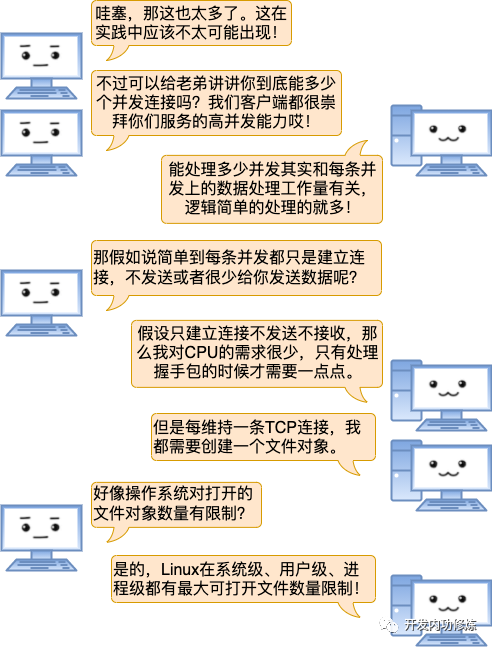 哇塞，那这也太多了。这在
实践中应该不太可能出现！
不过可以给老弟讲讲你到底能多少
个并发连接吗？我们客户端都很崇
拜你们服务的高并发能力哎！
能处理多少并发其实和每条并
发上的数据处理工作量有关，
逻辑简单的处理的就多！
那假如说简单到每条并发都只是建立连
接，不发送或者很少给你发送数据呢？
假设只建立连接不发送不接收，那
么我对CPU的需求很少，只有处理
握手包的时候才需要一点点。
但是每维持一条TCP连接，我
都需要创建一个文件对象。
好像操作系统对打开的
文件对象数量有限制？
是的，Linux在系统级、用户级、进
程级都有最大可打开文件数量限制！
开发内功修炼